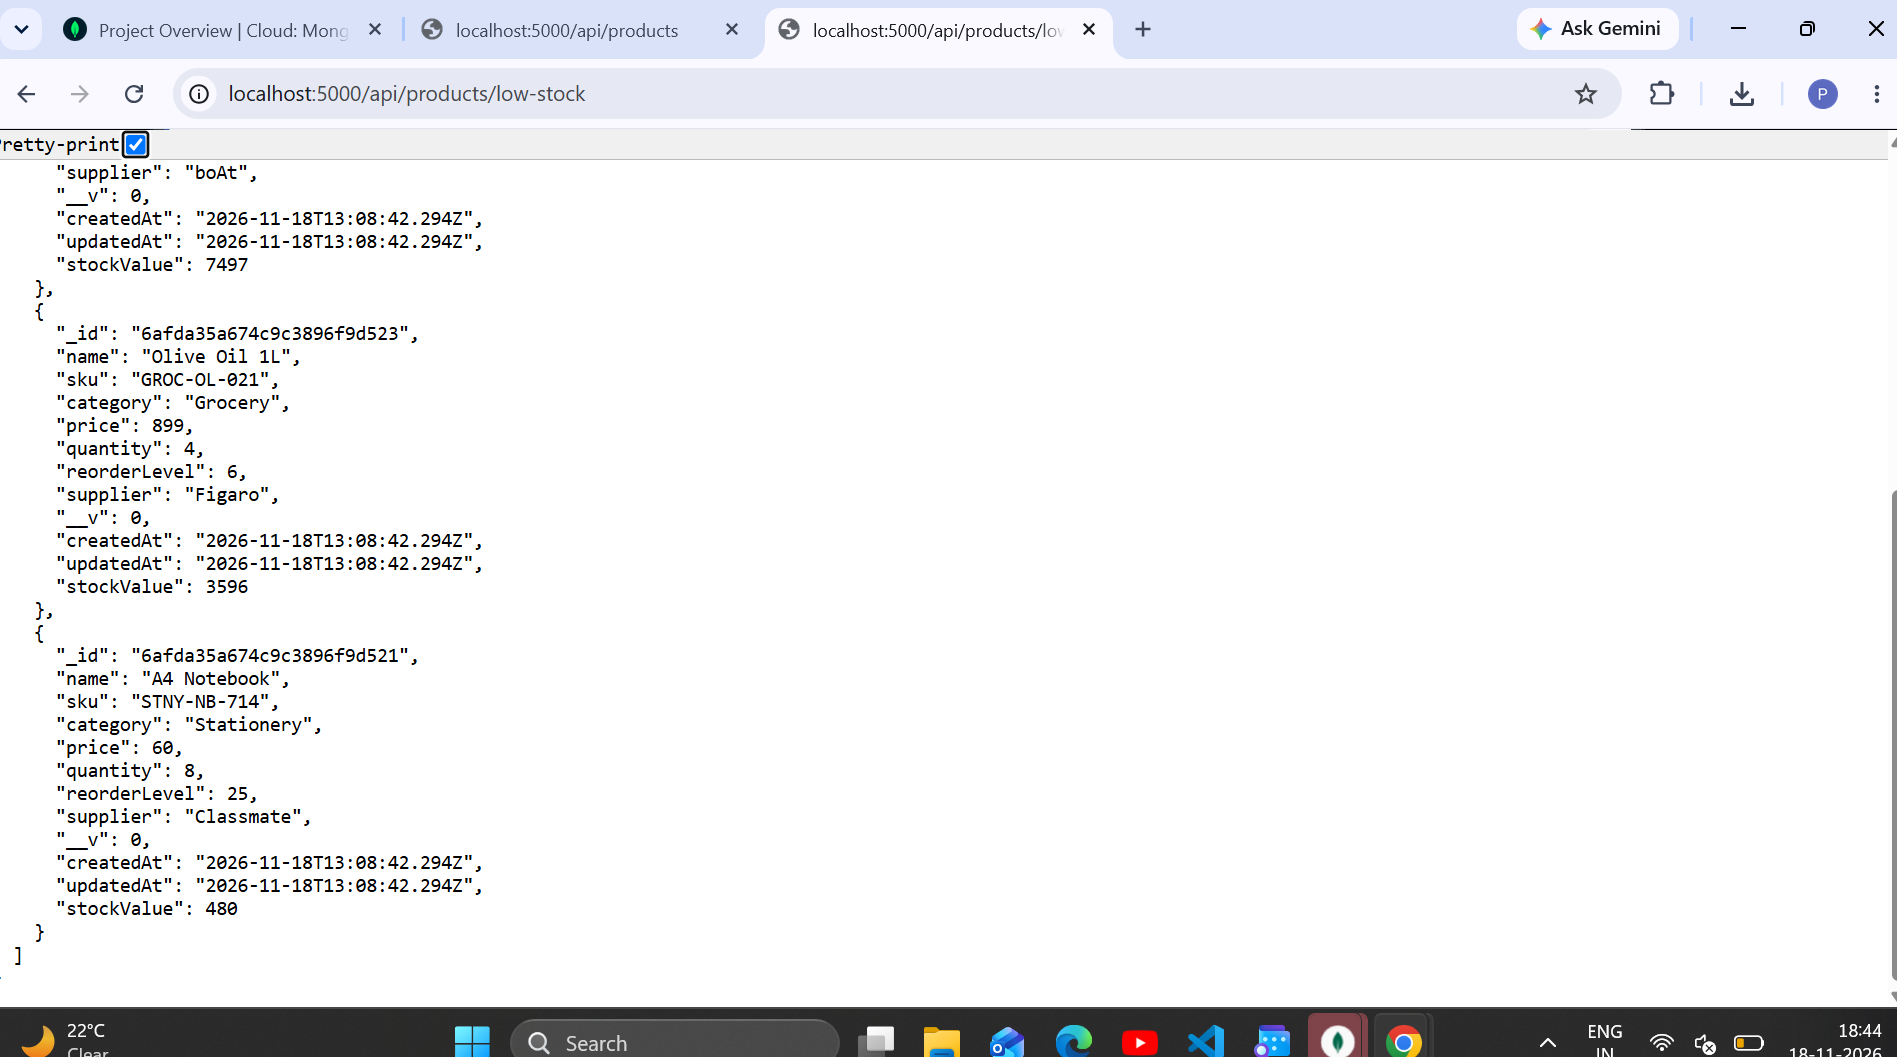 Project Overview | Cloud: Mong
localhost:5000/api/products
localhost:5000/api/products/low
Ask Gemini
localhost:5000/api/products/low-stock
P
Pretty-print
      "supplier": "boAt",
      "__v": 0,
      "createdAt": "2026-11-18T13:08:42.294Z",
      "updatedAt": "2026-11-18T13:08:42.294Z",
      "stockValue": 7497
    },
    {
      "_id": "6afda35a674c9c3896f9d523",
      "name": "Olive Oil 1L",
      "sku": "GROC-OL-021",
      "category": "Grocery",
      "price": 899,
      "quantity": 4,
      "reorderLevel": 6,
      "supplier": "Figaro",
      "__v": 0,
      "createdAt": "2026-11-18T13:08:42.294Z",
      "updatedAt": "2026-11-18T13:08:42.294Z",
      "stockValue": 3596
    },
    {
      "_id": "6afda35a674c9c3896f9d521",
      "name": "A4 Notebook",
      "sku": "STNY-NB-714",
      "category": "Stationery",
      "price": 60,
      "quantity": 8,
      "reorderLevel": 25,
      "supplier": "Classmate",
      "__v": 0,
      "createdAt": "2026-11-18T13:08:42.294Z",
      "updatedAt": "2026-11-18T13:08:42.294Z",
      "stockValue": 480
    }
  ]
22°C
Clear
Search
ENG
IN
18:44
18-11-2026